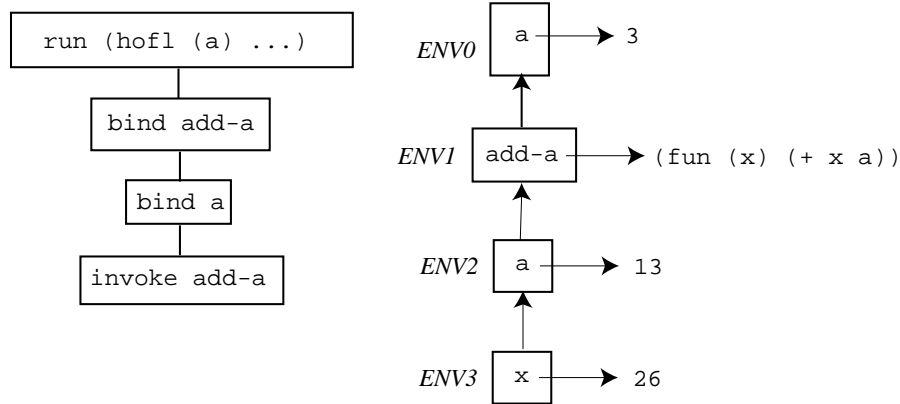 run (hofl (a) ...)
bind add-a
bind a
invoke add-a
ENV0 a 3
ENV1 add-a (fun (x) (+ x a))
ENV2 a 13
ENV3 x 26